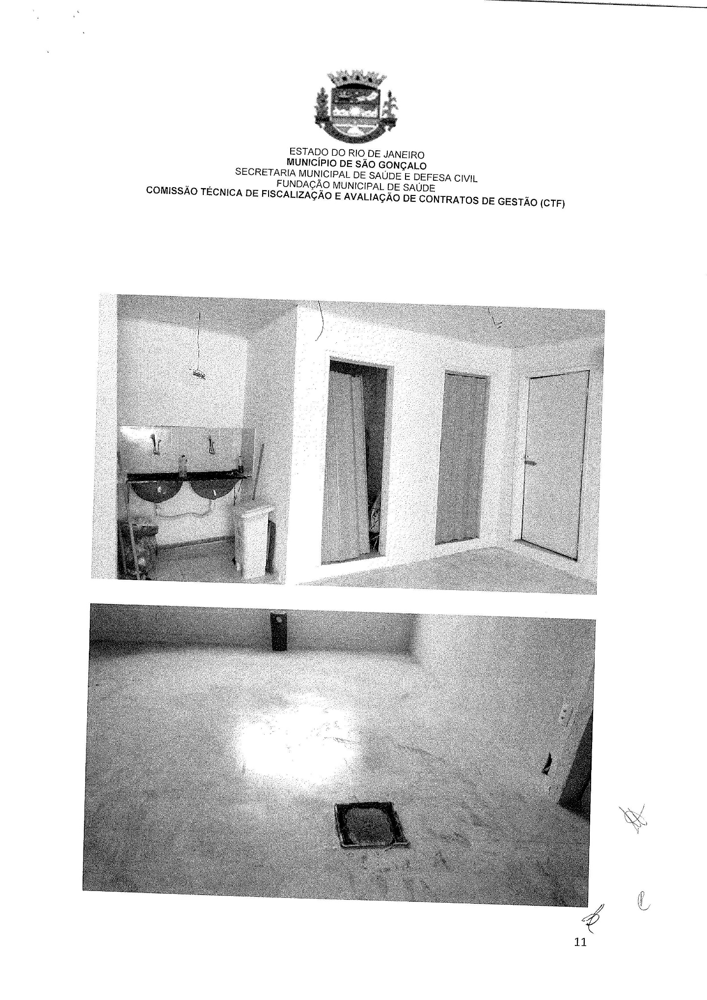 ESTADO DO RIO DE JANEIRO
MUNICÍPIO DE SÃO GONÇALO
SECRETARIA MUNICIPAL DE SAÚDE E DEFESA CIVIL
FUNDAÇÃO MUNICIPAL DE SAÚDE
COMISSÃO TÉCNICA DE FISCALIZAÇÃO E AVALIAÇÃO DE CONTRATOS DE GESTÃO (CTF)
11